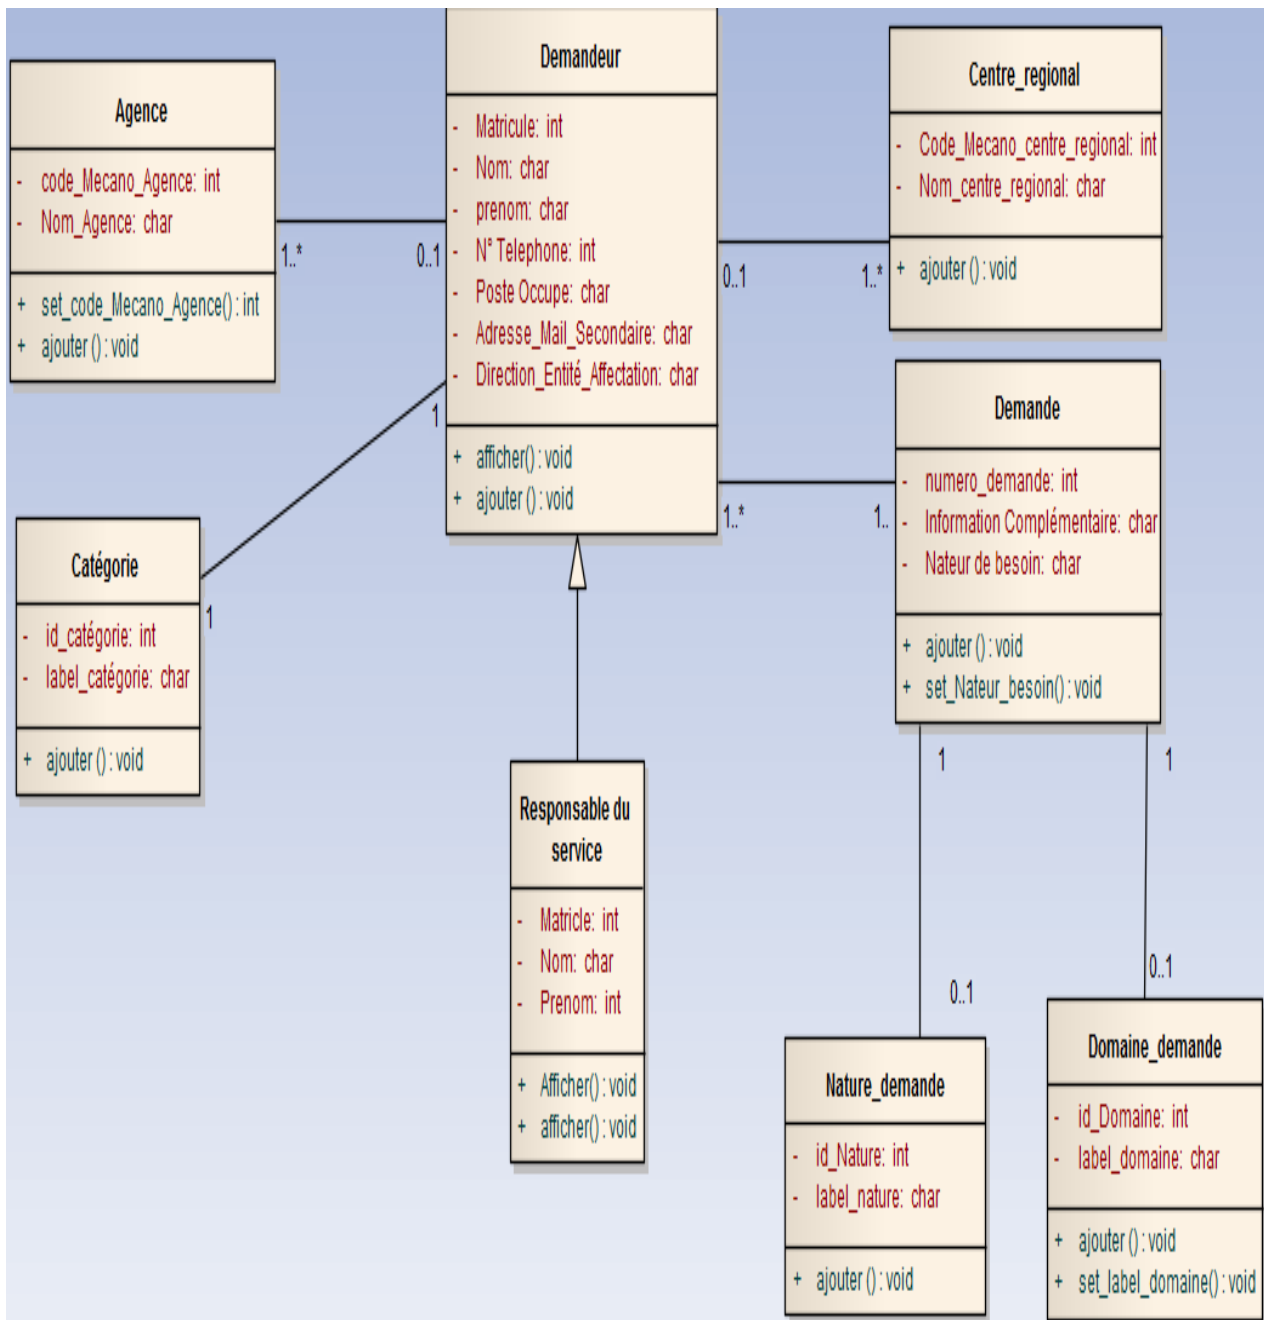 Agence
- code_Mecano_Agence: int
- Nom_Agence: char
+ set_code_Mecano_Agence(): int
+ ajouter (): void
1..*
0..1
Demandeur
- Matricule: int
- Nom: char
- prenom: char
- N° Telephone: int
- Poste Occupe: char
- Adresse_Mail_Secondaire: char
- Direction_Entité_Affectation: char
+ afficher(): void
+ ajouter (): void
0..1
1..*
Centre_regional
- Code_Mecano_centre_regional: int
- Nom_centre_regional: char
+ ajouter (): void
1
1
Catégorie
- id_catégorie: int
- label_catégorie: char
+ ajouter (): void
1..*
1..
Demande
- numero_demande: int
- Information Complémentaire: char
- Nateur de besoin: char
+ ajouter (): void
+ set_Nateur_besoin(): void
1
1
Responsable du
service
- Matricle: int
- Nom: char
- Prenom: int
+ Afficher(): void
+ afficher(): void
0..1
0..1
Nature_demande
- id_Nature: int
- label_nature: char
+ ajouter (): void
Domaine_demande
- id_Domaine: int
- label_domaine: char
+ ajouter (): void
+ set_label_domaine(): void